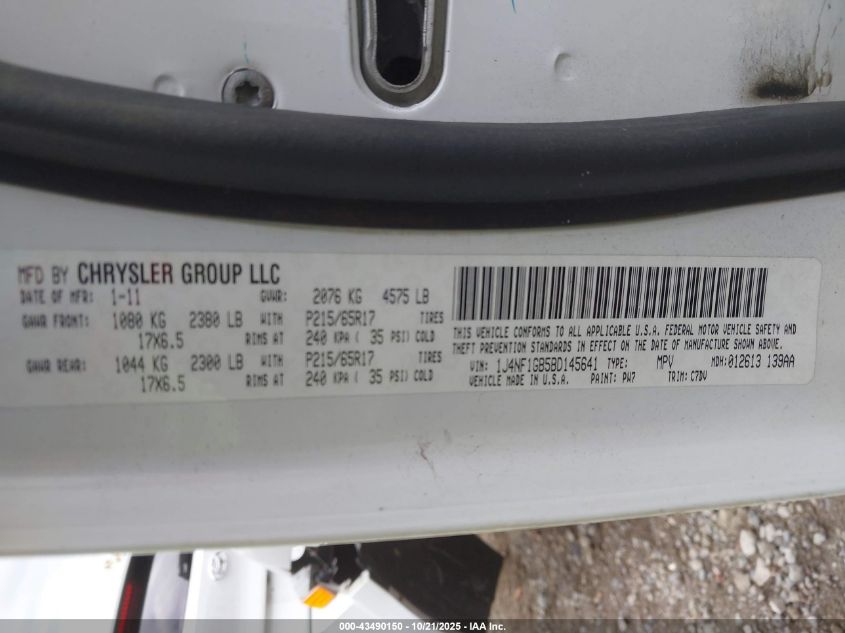 MFD BY CHRYSLER GROUP LLC
DATE OF MFR: 1-11 GVWR: 2076 KG 4575 LB
GAWR FRONT: 1080 KG 2380 LB WITH P215/65R17 TIRES
17X6.5 RIMS AT 240 KPA ( 35 PSI) COLD
GAWR REAR: 1044 KG 2300 LB WITH P215/65R17 TIRES
17X6.5 RIMS AT 240 KPA ( 35 PSI) COLD
THIS VEHICLE CONFORMS TO ALL APPLICABLE U.S.A. FEDERAL MOTOR VEHICLE SAFETY AND
THEFT PREVENTION STANDARDS IN EFFECT ON THE DATE OF MANUFACTURE SHOWN ABOVE.
VIN: 1J4NF1GB5BD145641 TYPE: MPV MDH: 012613 139AA
VEHICLE MADE IN U.S.A. PAINT: PW7 TRIM: C7DV
000-43490150 - 10/21/2025 - IAA Inc.